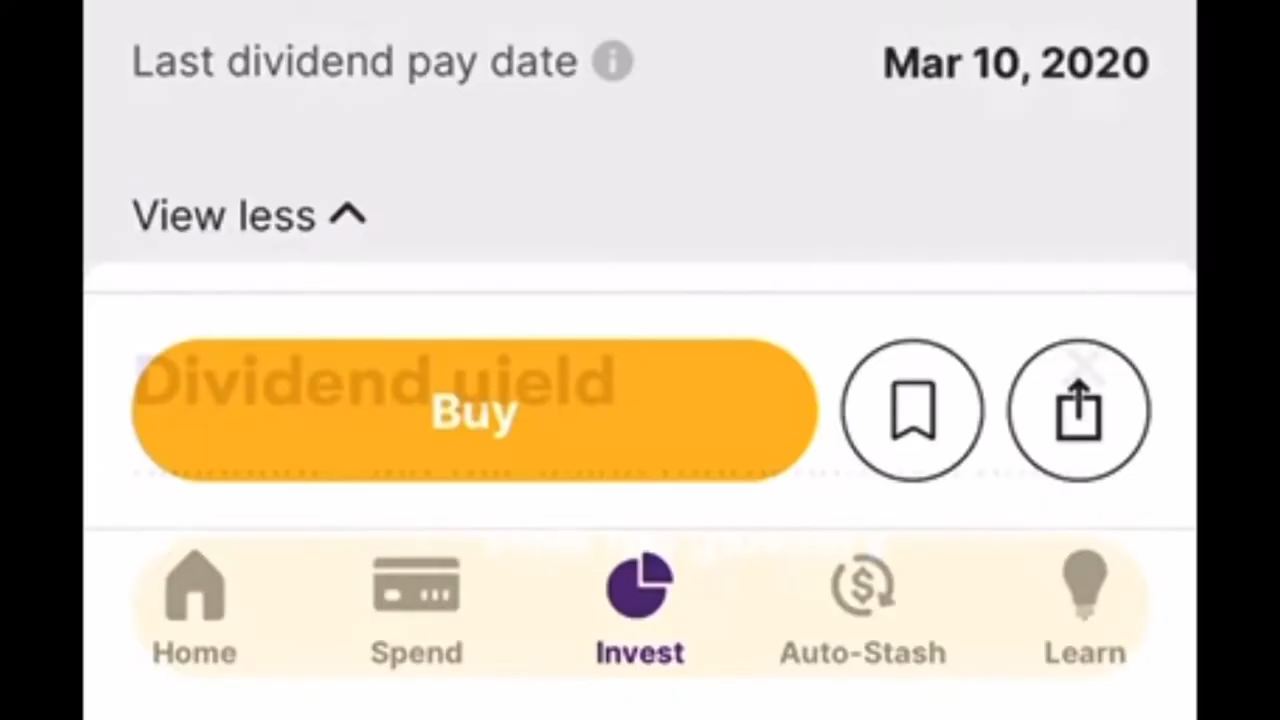 Last dividend pay date
Mar 10, 2020
View less
Dividend yield
Buy
Home
Spend
Invest
Auto-Stash
Learn